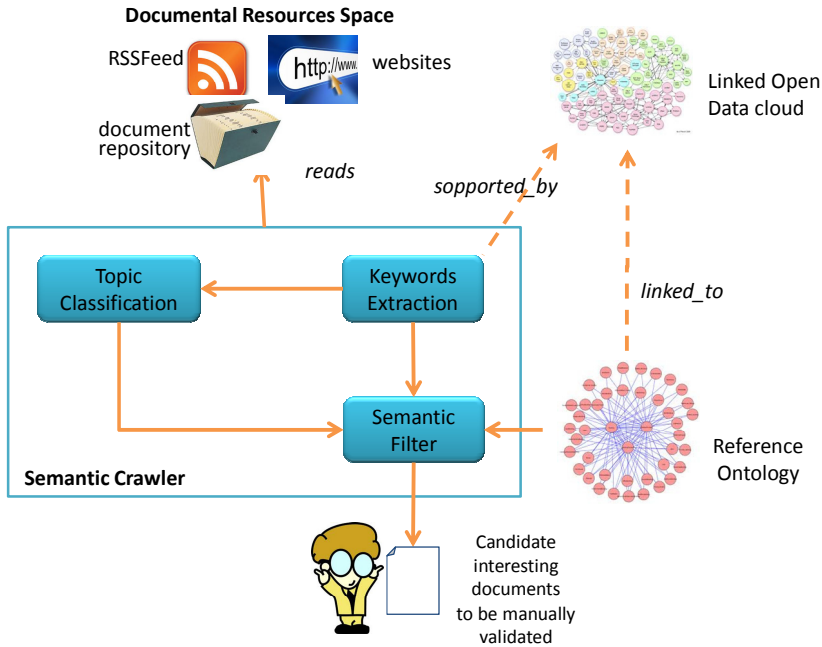 Documental Resources Space
RSSFeed
http://www.
websites
document
repository
reads
sopported_by
Linked Open
Data cloud
Topic
Classification
Keywords
Extraction
linked_to
Semantic
Filter
Semantic Crawler
Reference
Ontology
Candidate
interesting
documents
to be manually
validated